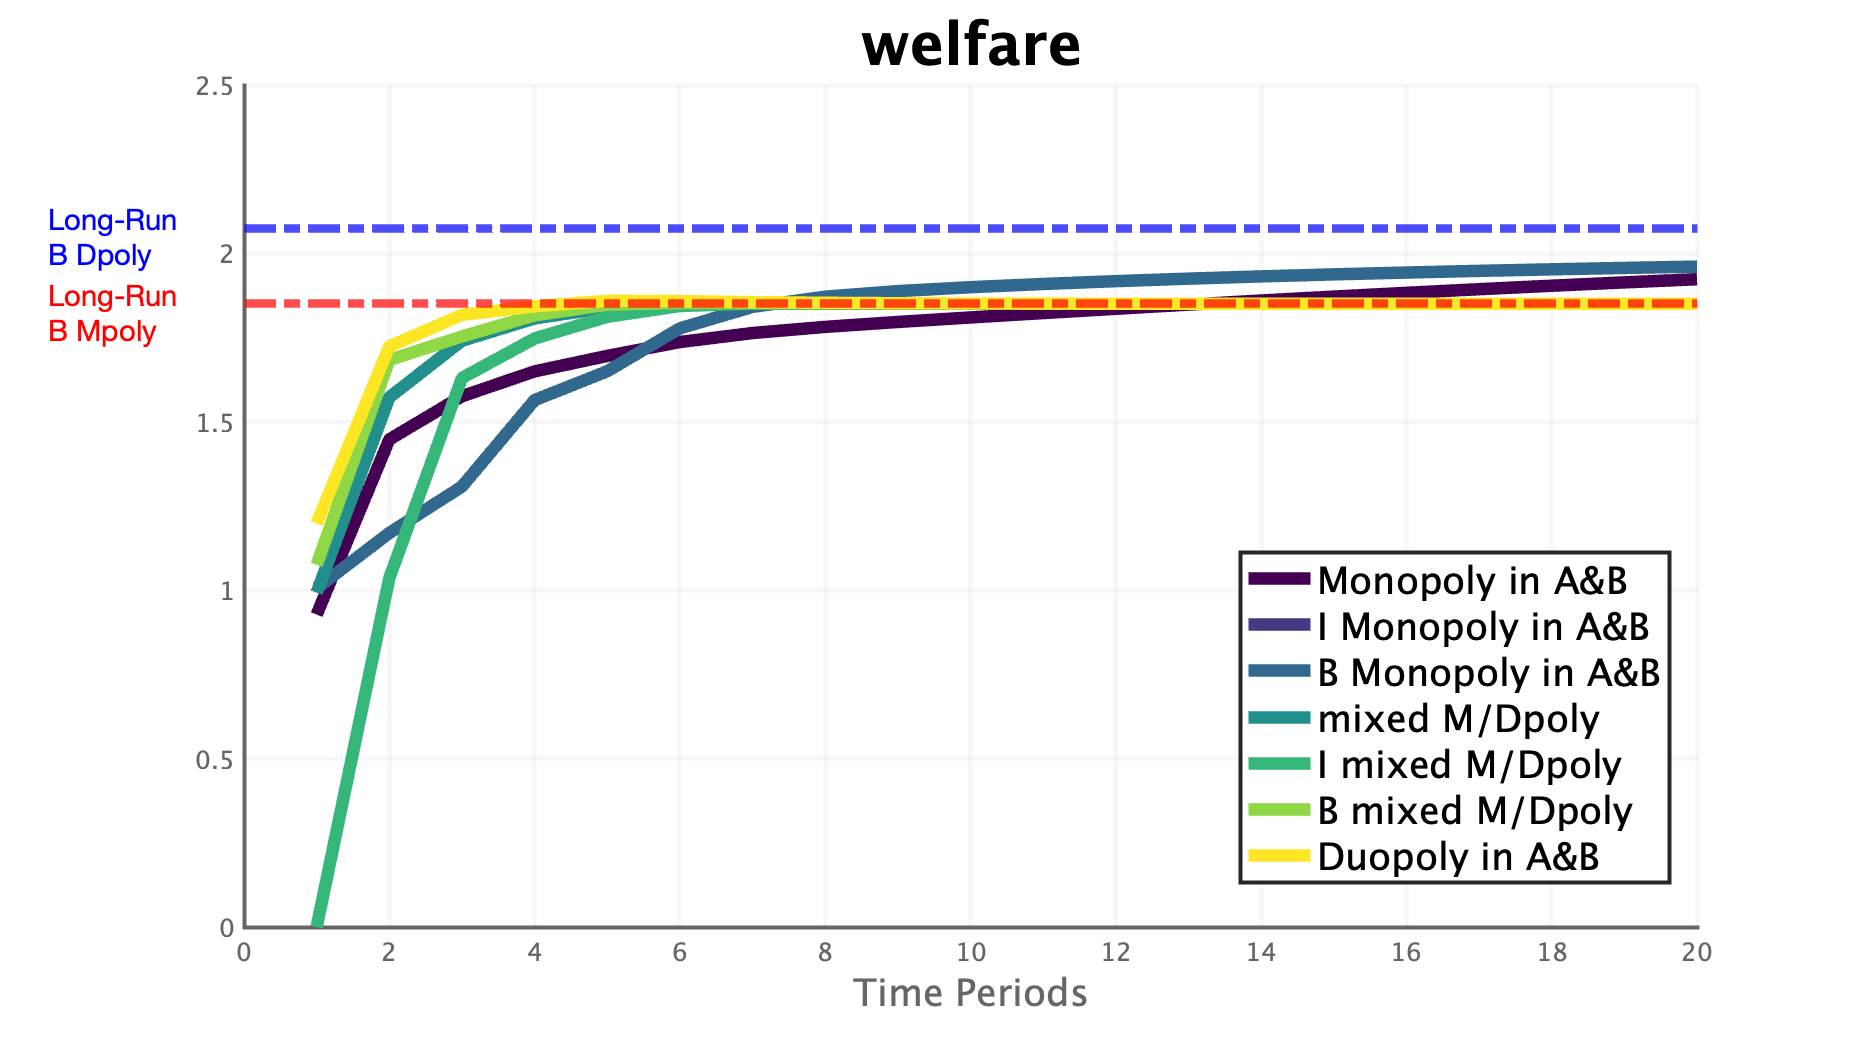 welfare
2.5
Long-Run
B Dpoly
2
Long-Run
B Mpoly
1.5
1
0.5
0
Monopoly in A&B
I Monopoly in A&B
B Monopoly in A&B
mixed M/Dpoly
I mixed M/Dpoly
B mixed M/Dpoly
Duopoly in A&B
0 2 4 6 8 10 12 14 16 18 20
Time Periods